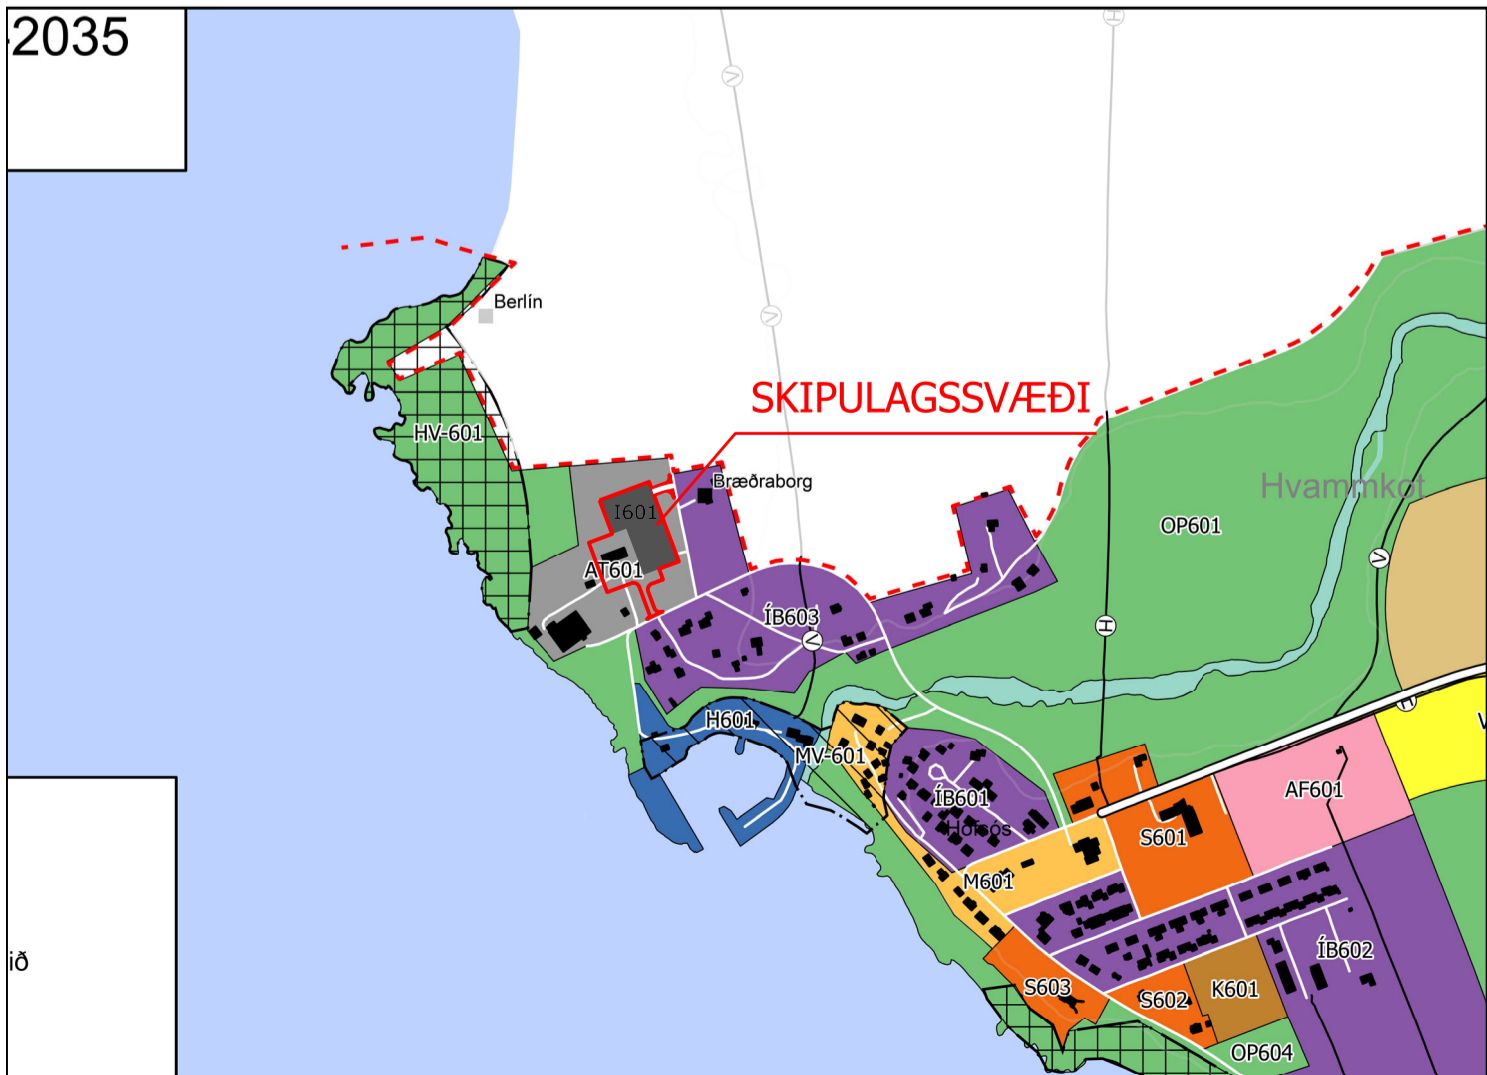 -2035
H
V
Berlín
V
SKIPULAGSSVÆÐI
HV-601
Bræðraborg
Hvammkot
I601
OP601
V
AT601
ÍB603
H
V
H601
H
MV-601
AF601
ÍB601
Hofsós
S601
M601
ÍB602
ið
S603
S602
K601
OP604